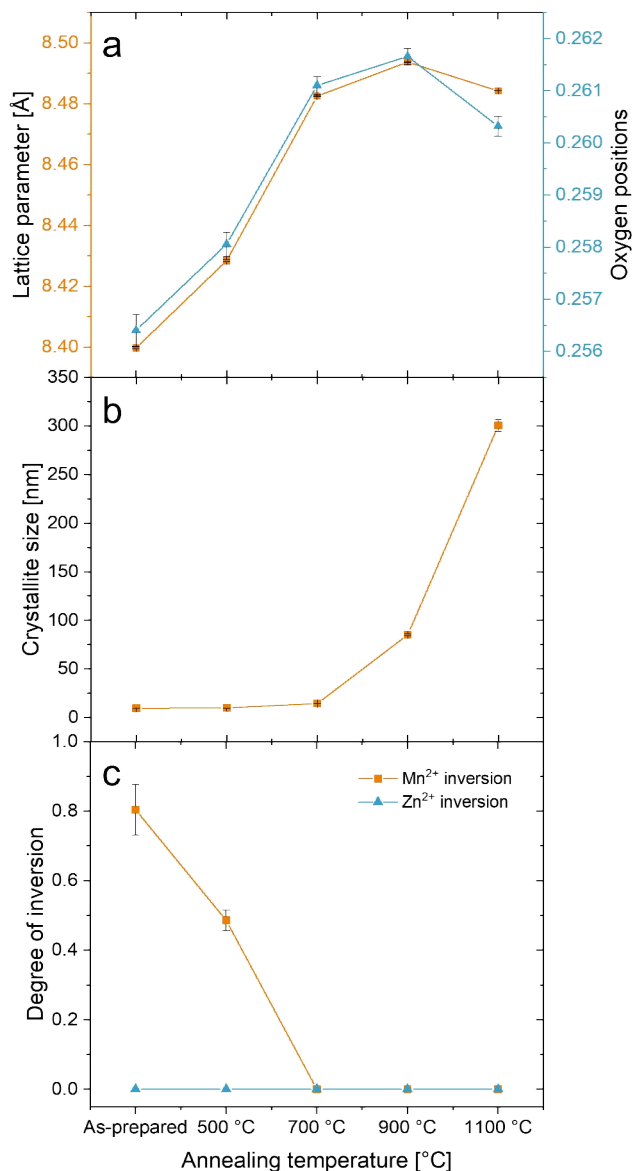 a
Lattice parameter [Å]
8.50
8.48
8.46
8.44
8.42
8.40
Oxygen positions
0.262
0.261
0.260
0.259
0.258
0.257
0.256
b
Crystallite size [nm]
350
300
250
200
150
100
50
0
c
Degree of inversion
1.0
0.8
0.6
0.4
0.2
0.0
Mn²⁺ inversion
Zn²⁺ inversion
As-prepared 500 °C 700 °C 900 °C 1100 °C
Annealing temperature [°C]